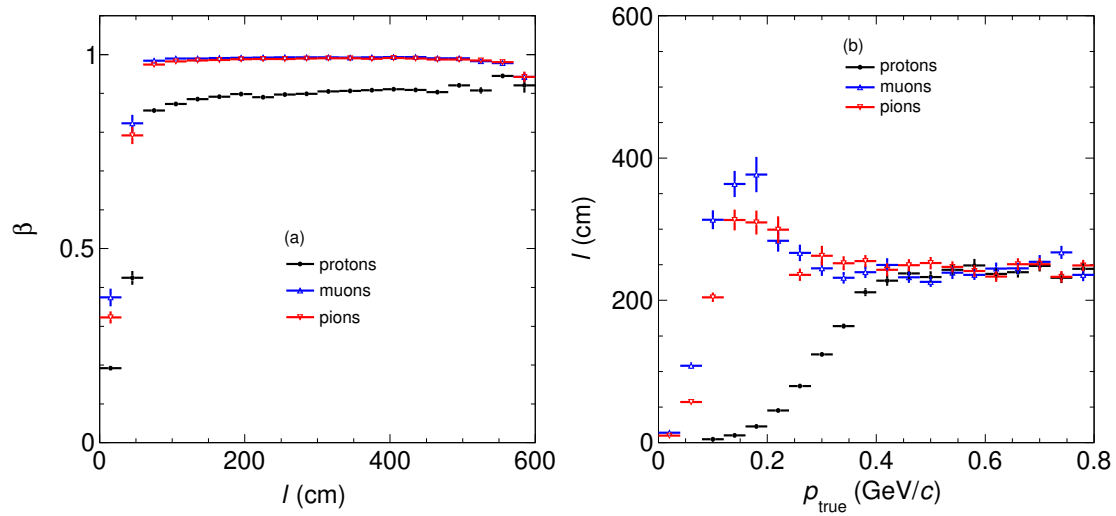 1
0.5
0
β
(a)
protons
muons
pions
0 200 400 600
l (cm)
600
400
200
0
l (cm)
(b)
protons
muons
pions
0 0.2 0.4 0.6 0.8
p_true (GeV/c)